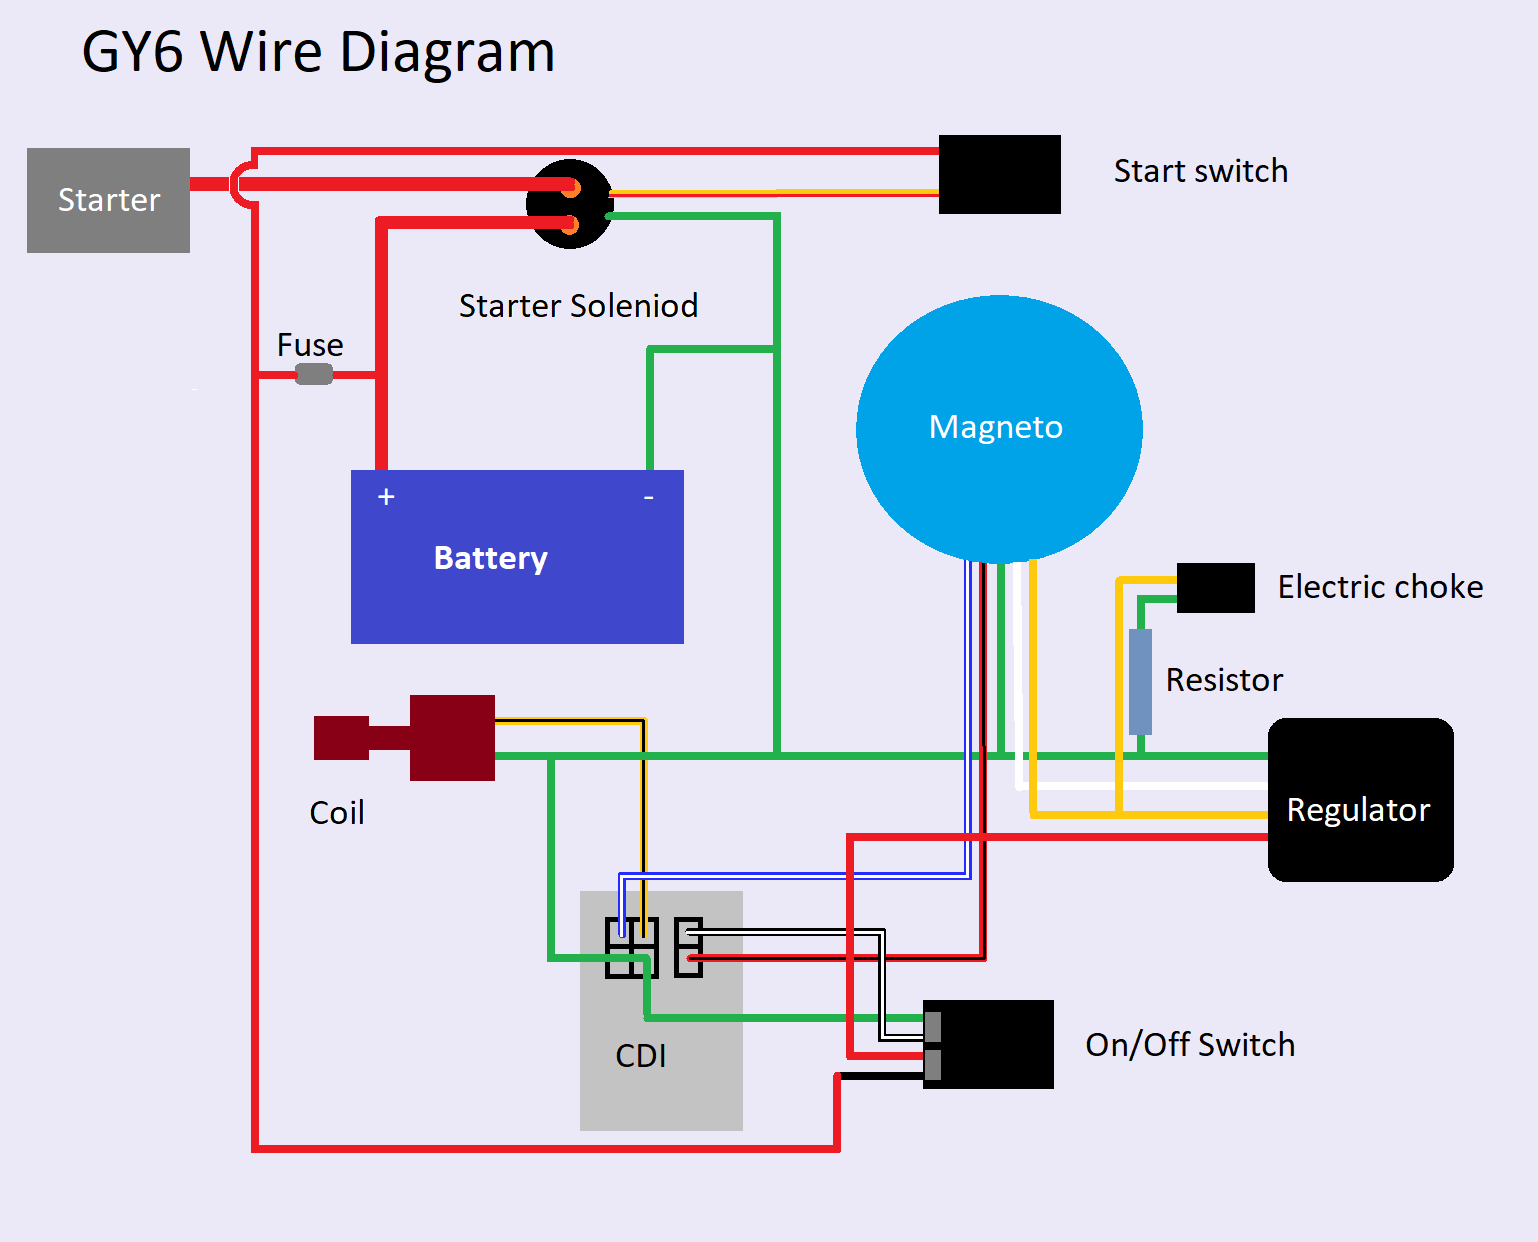 GY6 Wire Diagram
Starter
Start switch
Starter Soleniod
Fuse
Magneto
+ -
Battery
Electric choke
Resistor
Coil
Regulator
CDI
On/Off Switch